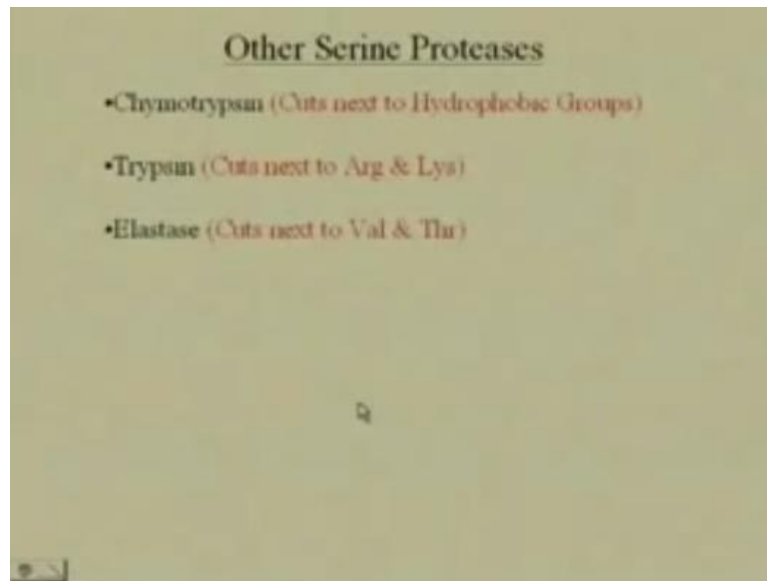 Other Serine Proteases
•Chymotrypsin (Cuts next to Hydrophobic Groups)
•Trypsin (Cuts next to Arg & Lys)
•Elastase (Cuts next to Val & Thr)